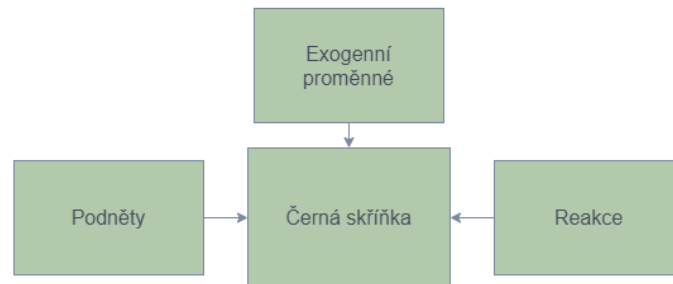 Exogenní
proměnné
Podněty
Černá skříňka
Reakce